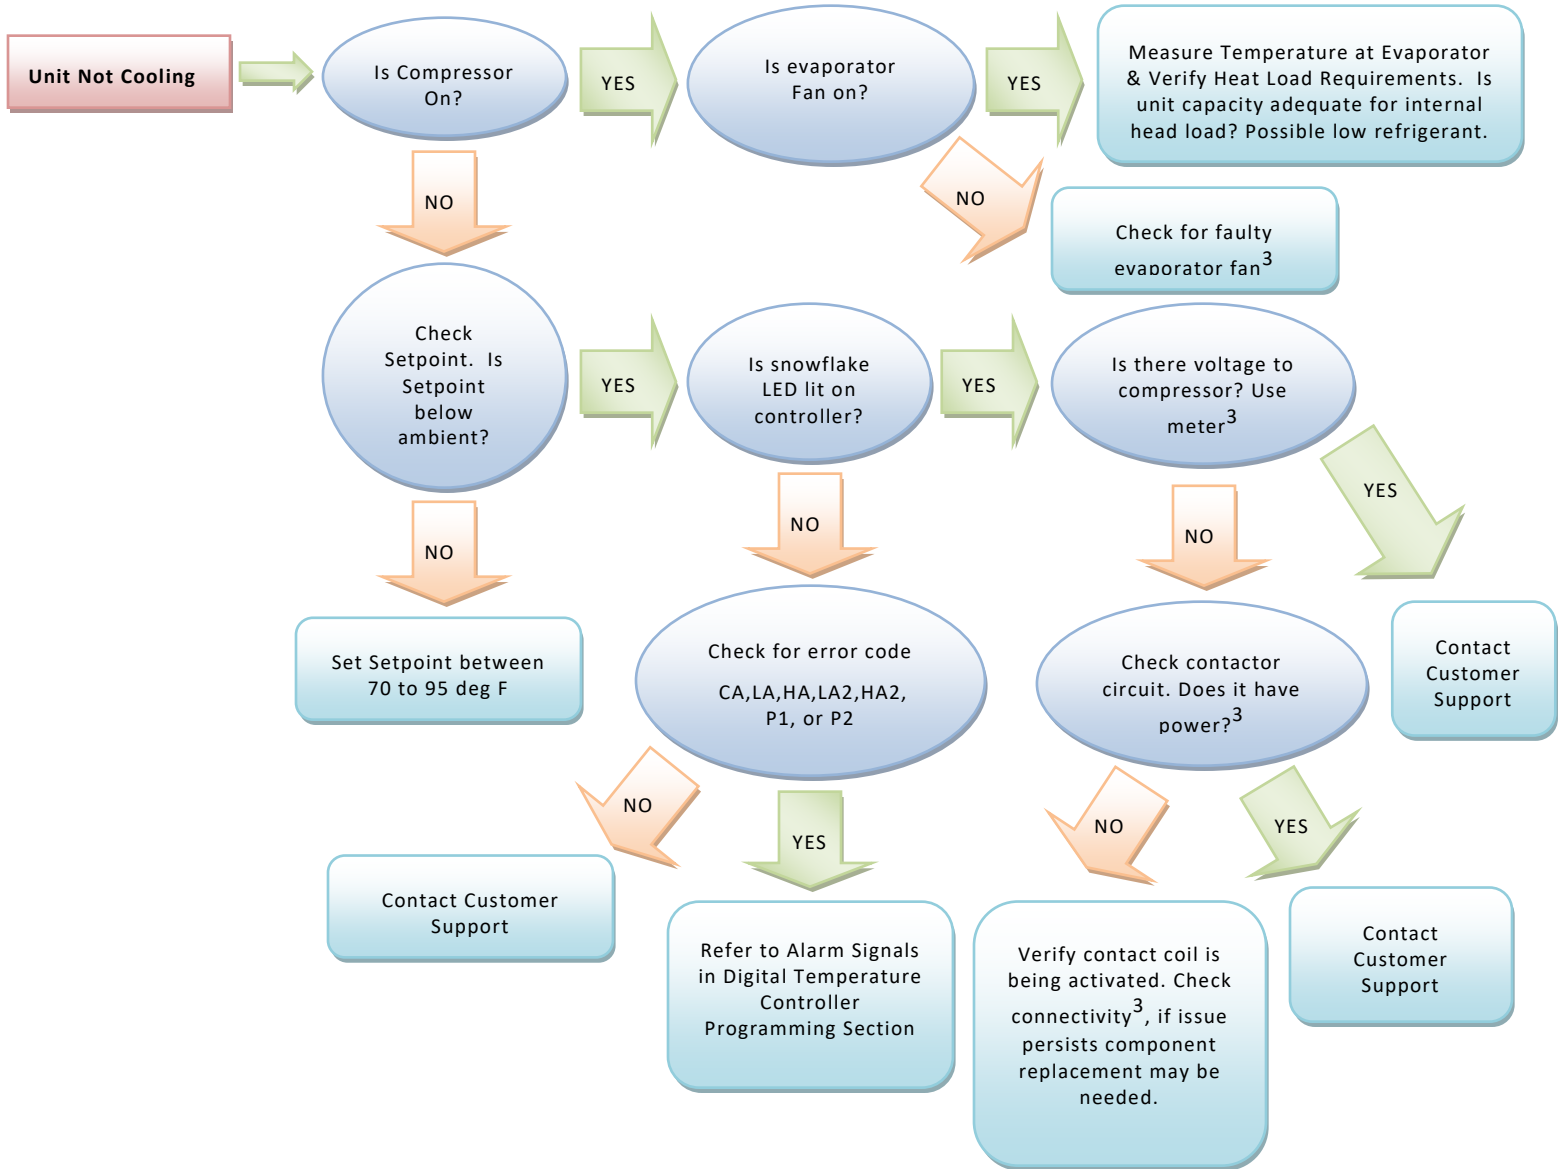 Unit Not Cooling
Is Compressor
On?
YES
Is evaporator
Fan on?
YES
Measure Temperature at Evaporator
& Verify Heat Load Requirements.  Is
unit capacity adequate for internal
head load? Possible low refrigerant.
NO
NO
Check for faulty
evaporator fan3
Check
Setpoint.  Is
Setpoint
below
ambient?
YES
Is snowflake
LED lit on
controller?
YES
Is there voltage to
compressor? Use
meter3
YES
NO
NO
NO
Set Setpoint between
70 to 95 deg F
Check for error code
CA,LA,HA,LA2,HA2,
P1, or P2
Check contactor
circuit. Does it have
power?3
Contact
Customer
Support
NO
YES
NO
YES
Contact Customer
Support
Refer to Alarm Signals
in Digital Temperature
Controller
Programming Section
Verify contact coil is
being activated. Check
connectivity3, if issue
persists component
replacement may be
needed.
Contact
Customer
Support